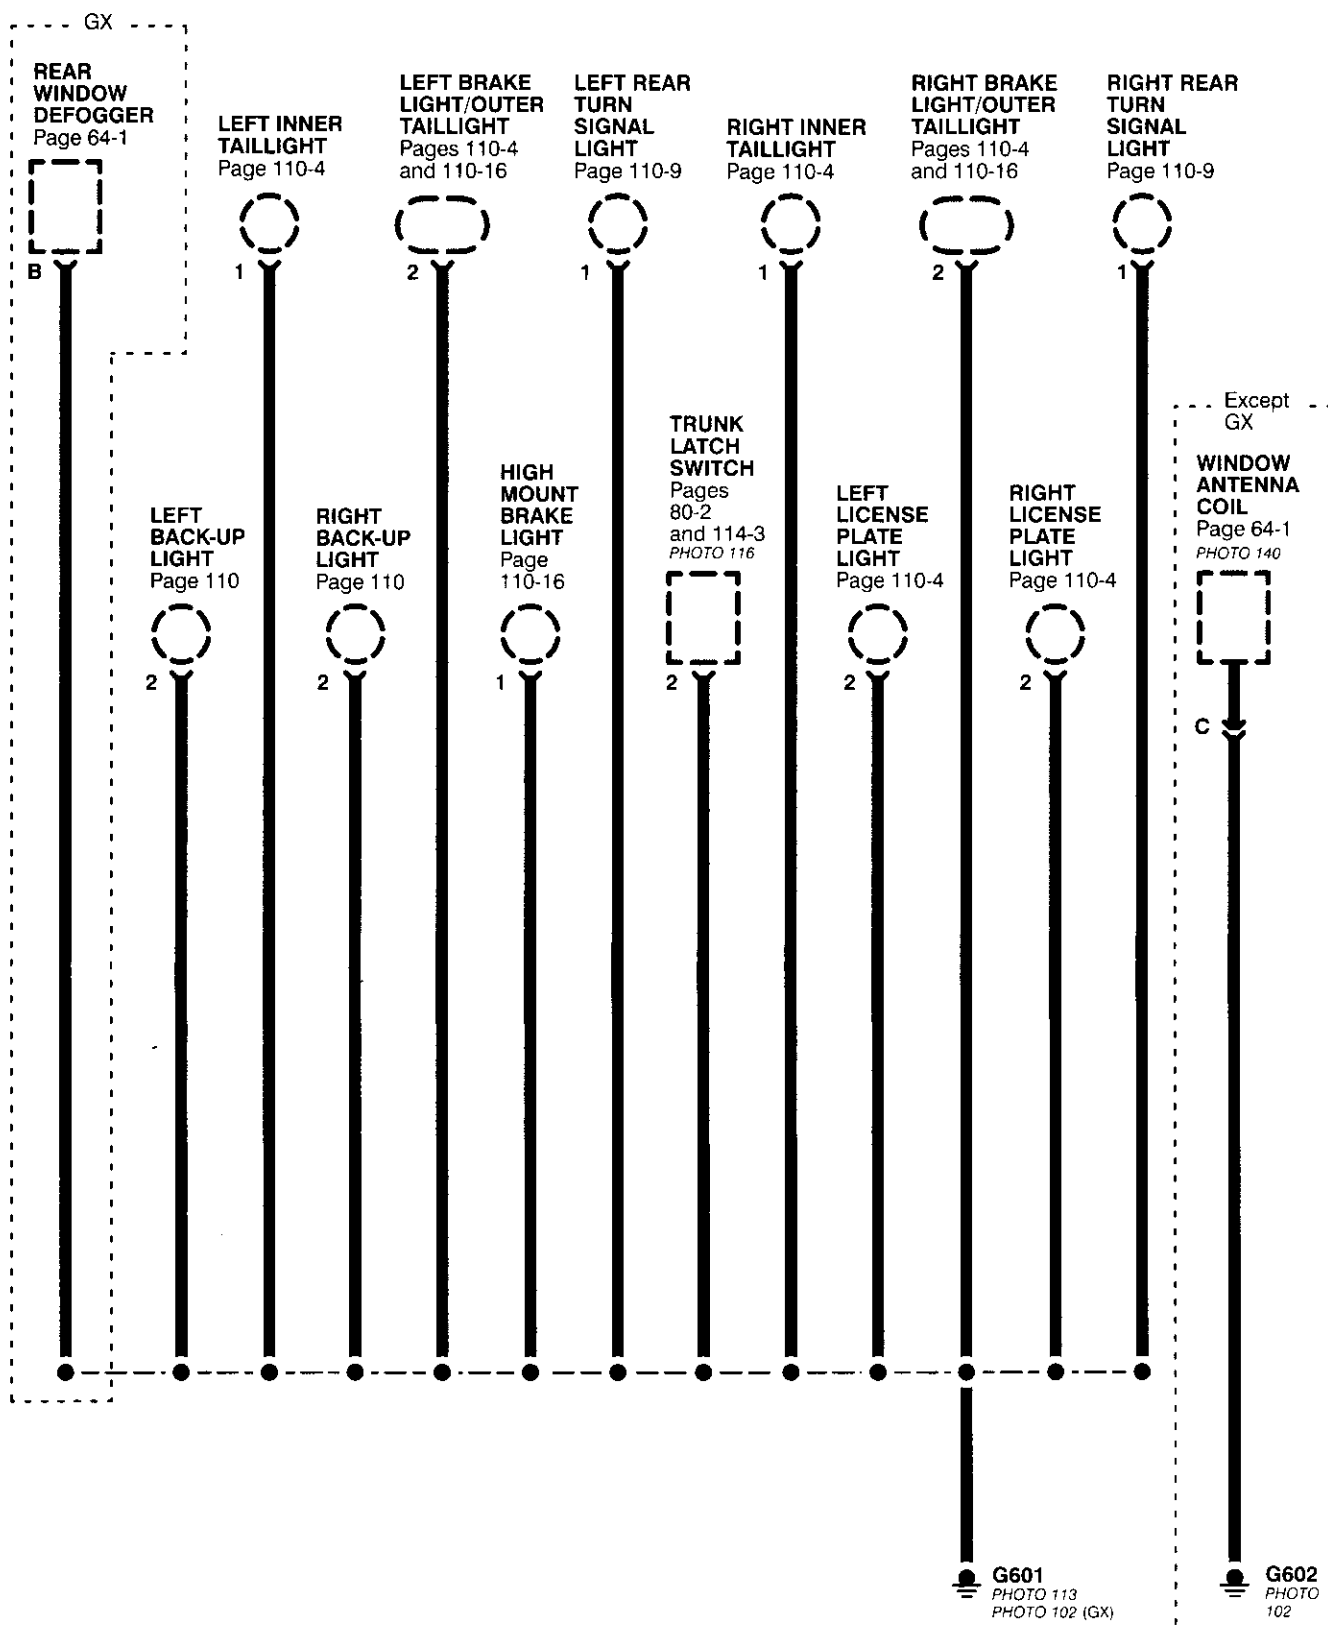 GX
REAR
WINDOW
DEFOGGER
Page 64-1
B
LEFT INNER
TAILLIGHT
Page 110-4
1
LEFT BRAKE
LIGHT/OUTER
TAILLIGHT
Pages 110-4
and 110-16
2
LEFT REAR
TURN
SIGNAL
LIGHT
Page 110-9
1
RIGHT INNER
TAILLIGHT
Page 110-4
1
RIGHT BRAKE
LIGHT/OUTER
TAILLIGHT
Pages 110-4
and 110-16
2
RIGHT REAR
TURN
SIGNAL
LIGHT
Page 110-9
1
LEFT
BACK-UP
LIGHT
Page 110
2
RIGHT
BACK-UP
LIGHT
Page 110
2
HIGH
MOUNT
BRAKE
LIGHT
Page
110-16
1
TRUNK
LATCH
SWITCH
Pages
80-2
and 114-3
PHOTO 116
2
LEFT
LICENSE
PLATE
LIGHT
Page 110-4
2
RIGHT
LICENSE
PLATE
LIGHT
Page 110-4
2
Except
GX
WINDOW
ANTENNA
COIL
Page 64-1
PHOTO 140
C
G601
PHOTO 113
PHOTO 102 (GX)
G602
PHOTO
102